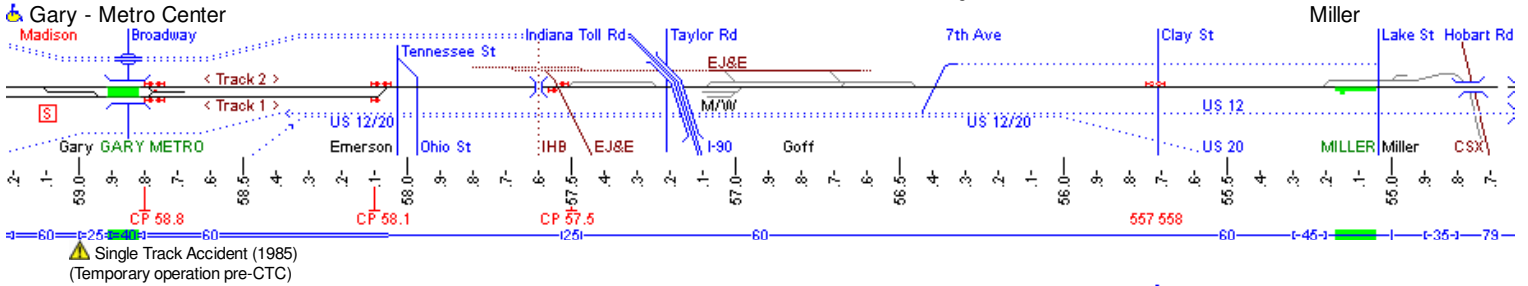 Gary - Metro Center
Miller
Madison
Broadway
Indiana Toll Rd
Taylor Rd
7th Ave
Clay St
Lake St
Hobart Rd
Tennessee St
EJ&E
< Track 2 >
< Track 1 >
M/W
US 12
S
US 12/20
US 12/20
Gary
GARY METRO
Emerson
Ohio St
IHB
EJ&E
I-90
Goff
US 20
MILLER
Miller
CSX
.2- .1- 59.0 .9- .8- .7- .6- 58.5 .4- .3- .2- .1- 58.0 .9- .8- .7- .6- 57.5 .4- .3- .2- .1- 57.0 .9- .8- .7- .6- 56.5 .4 .3- .2- .1- 56.0 .9- .8- .7- .6- 55.5 .4- .3- .2 .1- 55.0 .9- .8- .7-
CP 58.8
CP 58.1
CP 57.5
557 558
60 25 40 60 25 60 60 45 35 79
Single Track Accident (1985)
(Temporary operation pre-CTC)